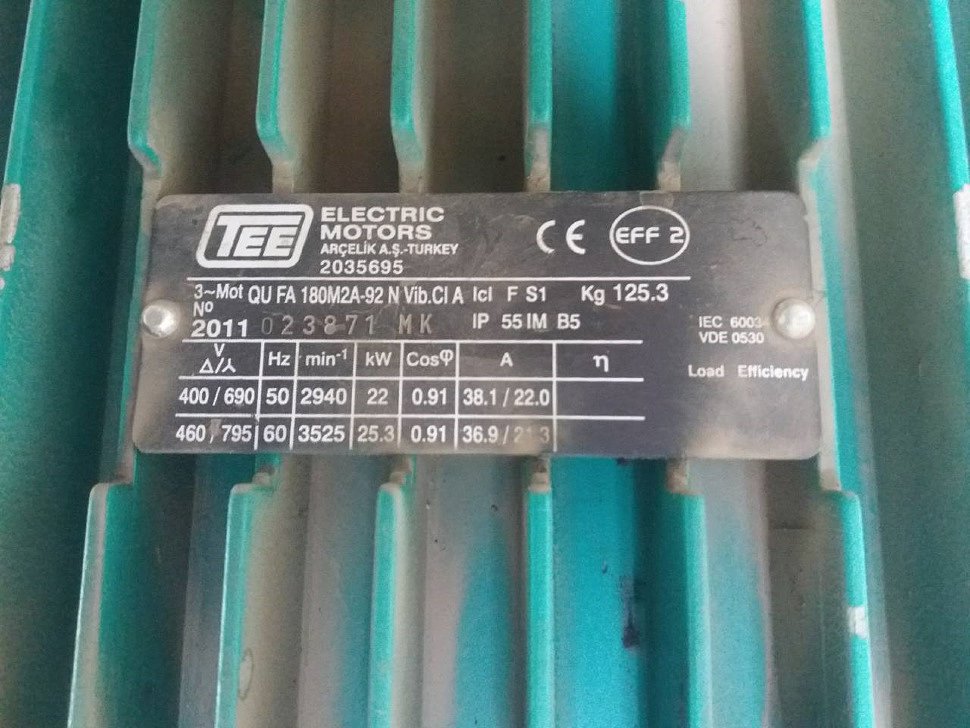 TEE
ELECTRIC
MOTORS
ARÇELİK A.Ş.-TURKEY
2035695
CE
EFF 2
3~Mot QU FA 180M2A-92 N Vib.Cl A Icl F S1 Kg 125.3
No
2011 023871 MK IP 55 IM B5
IEC 60034
VDE 0530
V
Δ/⅄ Hz min-1 kW Cosφ A η
Load Efficiency
400 / 690 50 2940 22 0.91 38.1 / 22.0
460 / 795 60 3525 25.3 0.91 36.9 / 21.3